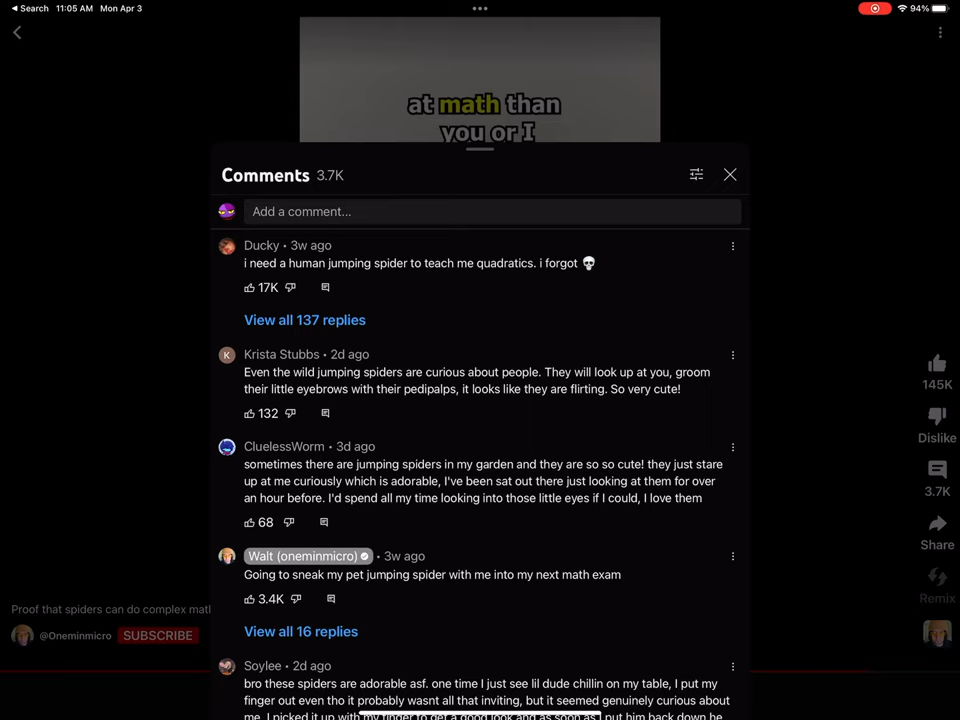 Search 11:05 AM Mon Apr 3
94%
at math than
you or I
Comments 3.7K
Add a comment...
Ducky • 3w ago
i need a human jumping spider to teach me quadratics. i forgot 💀
17K
View all 137 replies
K
Krista Stubbs • 2d ago
Even the wild jumping spiders are curious about people. They will look up at you, groom
their little eyebrows with their pedipalps, it looks like they are flirting. So very cute!
132
CluelessWorm • 3d ago
sometimes there are jumping spiders in my garden and they are so so cute! they just stare
up at me curiously which is adorable, I've been sat out there just looking at them for over
an hour before. I'd spend all my time looking into those little eyes if I could, I love them
68
Walt (oneminmicro) • 3w ago
Going to sneak my pet jumping spider with me into my next math exam
3.4K
View all 16 replies
Soylee • 2d ago
bro these spiders are adorable asf. one time I just see lil dude chillin on my table, I put my
finger out even tho it probably wasnt all that inviting, but it seemed genuinely curious about
me. I picked it up with my finger to get a good look and as soon as I put him back down he
145K
Dislike
3.7K
Share
Remix
Proof that spiders can do complex mat
@Oneminmicro SUBSCRIBE